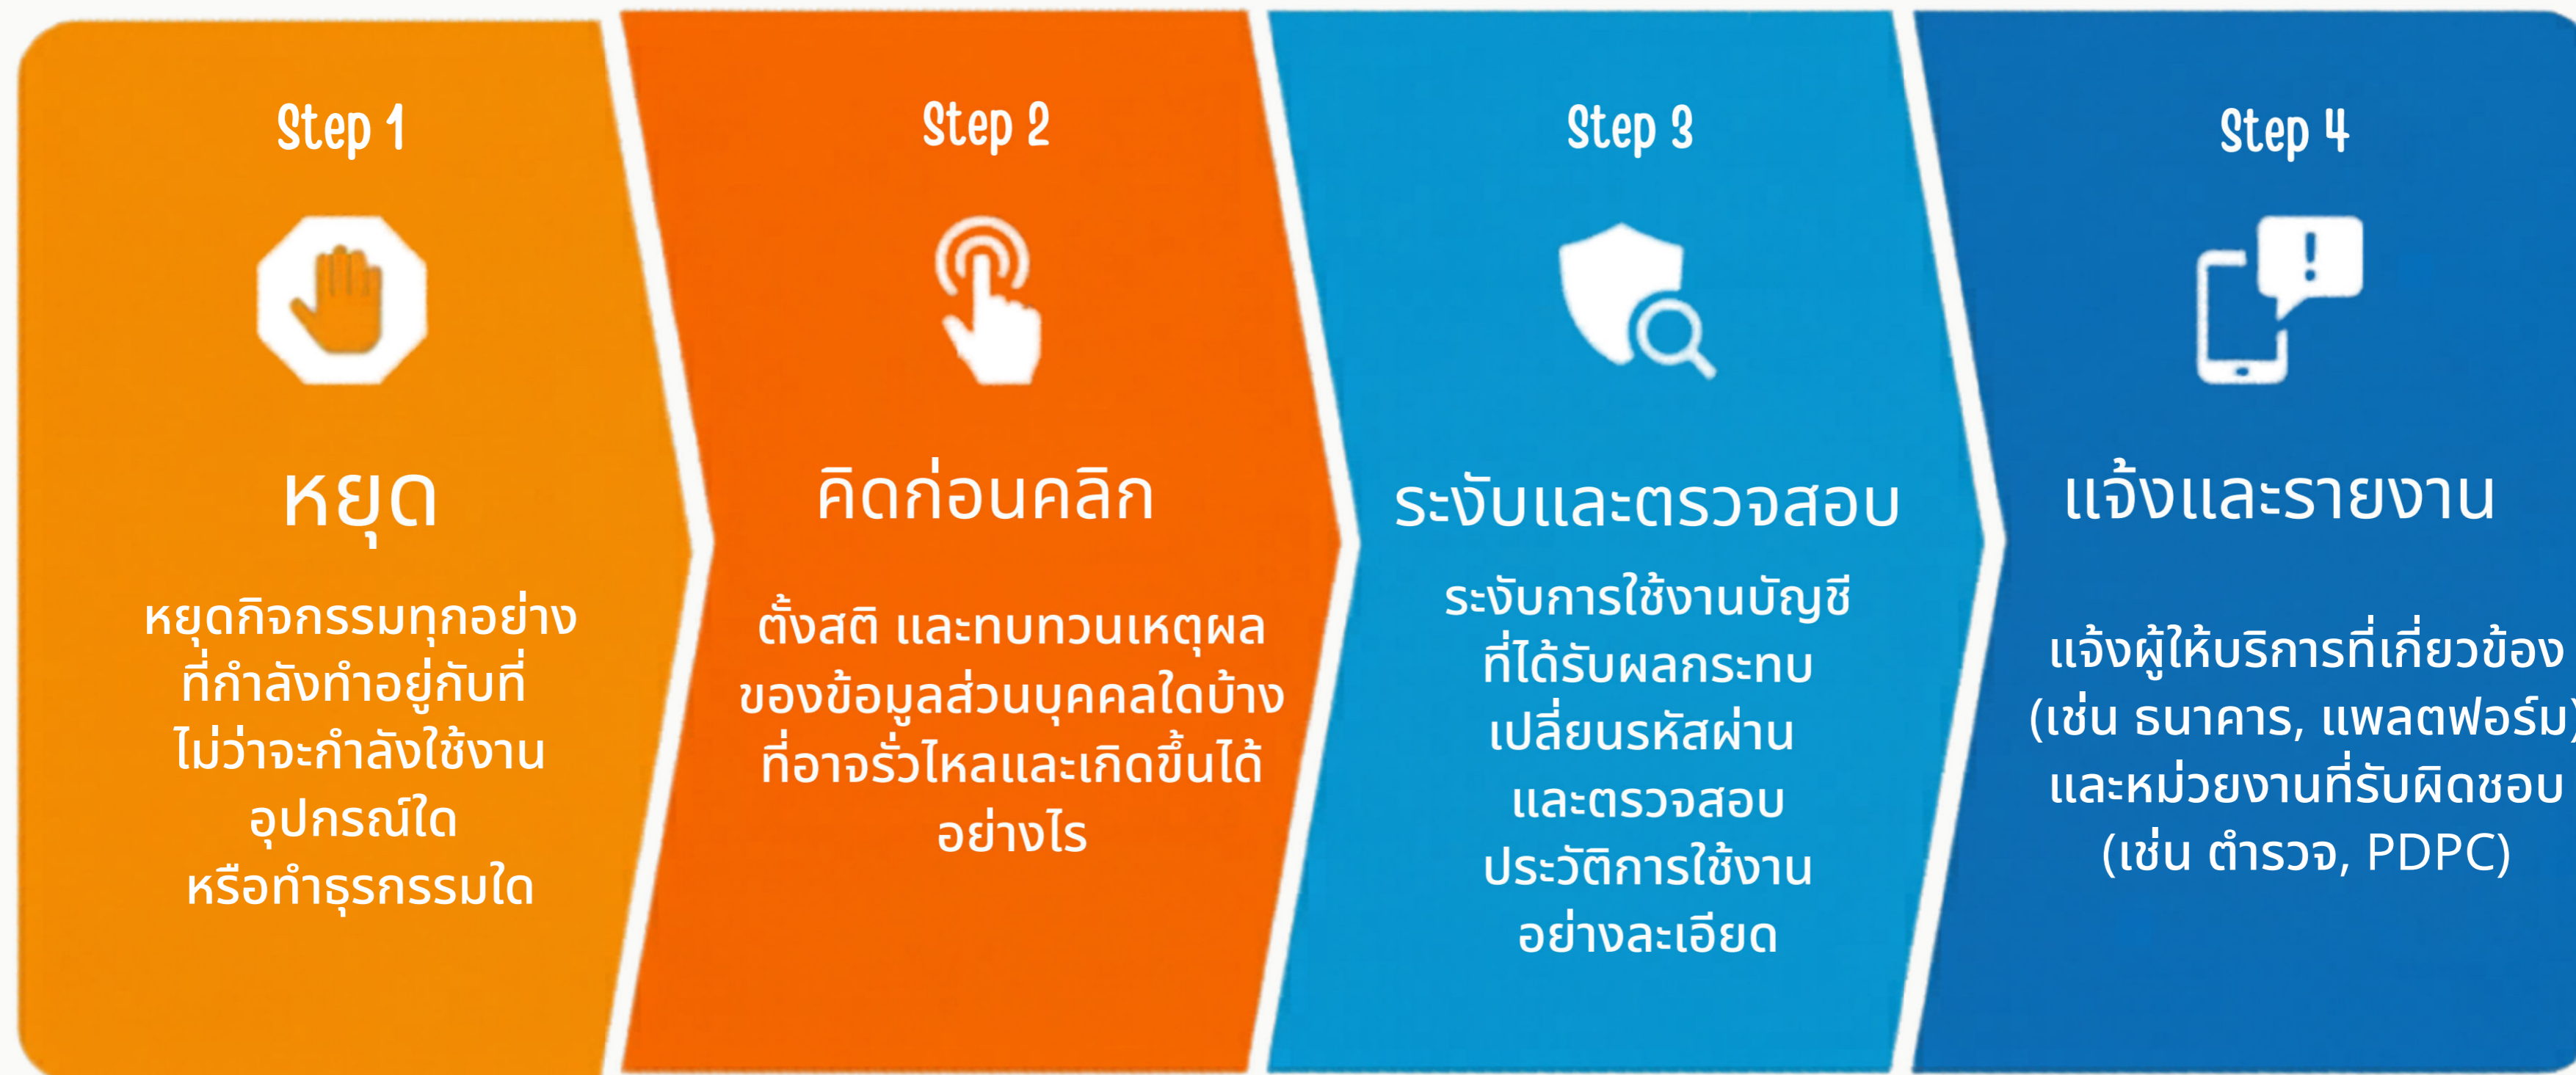 Step 1
หยุด
หยุดกิจกรรมทุกอย่าง
ที่กำลังทำอยู่กับที่
ไม่ว่าจะกำลังใช้งาน
อุปกรณ์ใด
หรือทำธุรกรรมใด
Step 2
คิดก่อนคลิก
ตั้งสติ และทบทวนเหตุผล
ของข้อมูลส่วนบุคคลใดบ้าง
ที่อาจรั่วไหลและเกิดขึ้นได้
อย่างไร
Step 3
ระงับและตรวจสอบ
ระงับการใช้งานบัญชี
ที่ได้รับผลกระทบ
เปลี่ยนรหัสผ่าน
และตรวจสอบ
ประวัติการใช้งาน
อย่างละเอียด
Step 4
แจ้งและรายงาน
แจ้งผู้ให้บริการที่เกี่ยวข้อง
(เช่น ธนาคาร, แพลตฟอร์ม)
และหน่วยงานที่รับผิดชอบ
(เช่น ตำรวจ, PDPC)